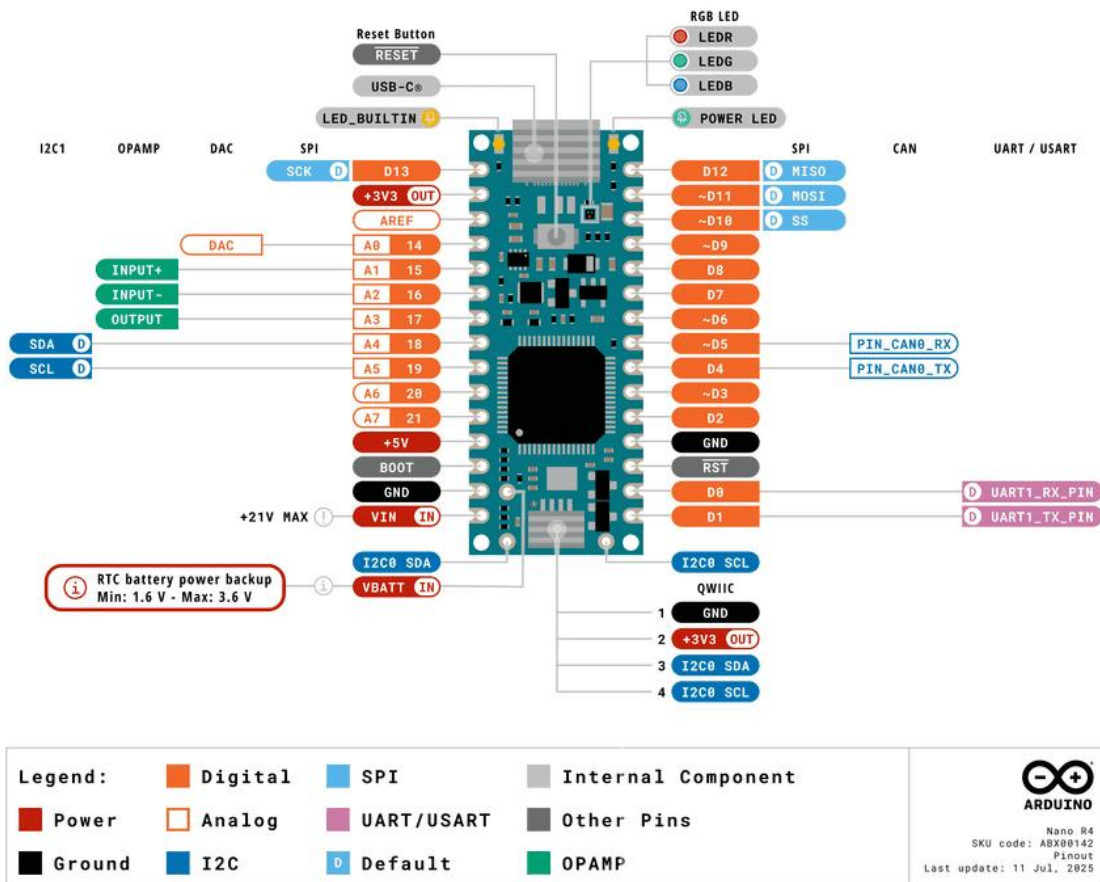 RGB LED
Reset Button
LEDR
RESET
LEDG
USB-C®
LEDB
LED_BUILTIN
POWER LED
I2C1 OPAMP DAC SPI SPI CAN UART / USART
SCK D D13 D12 D MISO
+3V3 OUT ~D11 D MOSI
AREF ~D10 D SS
DAC A0 14 ~D9
INPUT+ A1 15 D8
INPUT- A2 16 D7
OUTPUT A3 17 ~D6
SDA D A4 18 ~D5 PIN_CAN0_RX
SCL D A5 19 D4 PIN_CAN0_TX
A6 20 ~D3
A7 21 D2
+5V GND
BOOT RST
GND D0 D UART1_RX_PIN
+21V MAX ! VIN IN D1 D UART1_TX_PIN
I2C0 SDA I2C0 SCL
i RTC battery power backup
Min: 1.6 V - Max: 3.6 V
i VBATT IN
QWIIC
1 GND
2 +3V3 OUT
3 I2C0 SDA
4 I2C0 SCL
Legend: Digital SPI Internal Component
Power Analog UART/USART Other Pins
Ground I2C D Default OPAMP
ARDUINO
Nano R4
SKU code: ABX00142
Pinout
Last update: 11 Jul, 2025